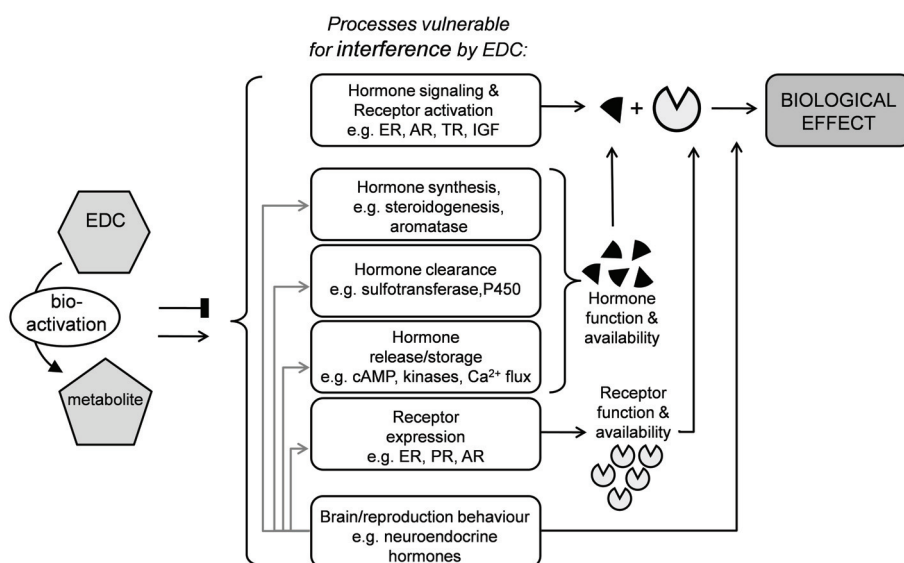 Processes vulnerable
for interference by EDC:
Hormone signaling &
Receptor activation
e.g. ER, AR, TR, IGF
+
BIOLOGICAL
EFFECT
Hormone synthesis,
e.g. steroidogenesis,
aromatase
EDC
Hormone clearance
e.g. sulfotransferase,P450
bio-
activation
Hormone
function &
availability
Hormone
release/storage
e.g. cAMP, kinases, Ca²⁺ flux
metabolite
Receptor
expression
e.g. ER, PR, AR
Receptor
function &
availability
Brain/reproduction behaviour
e.g. neuroendocrine
hormones